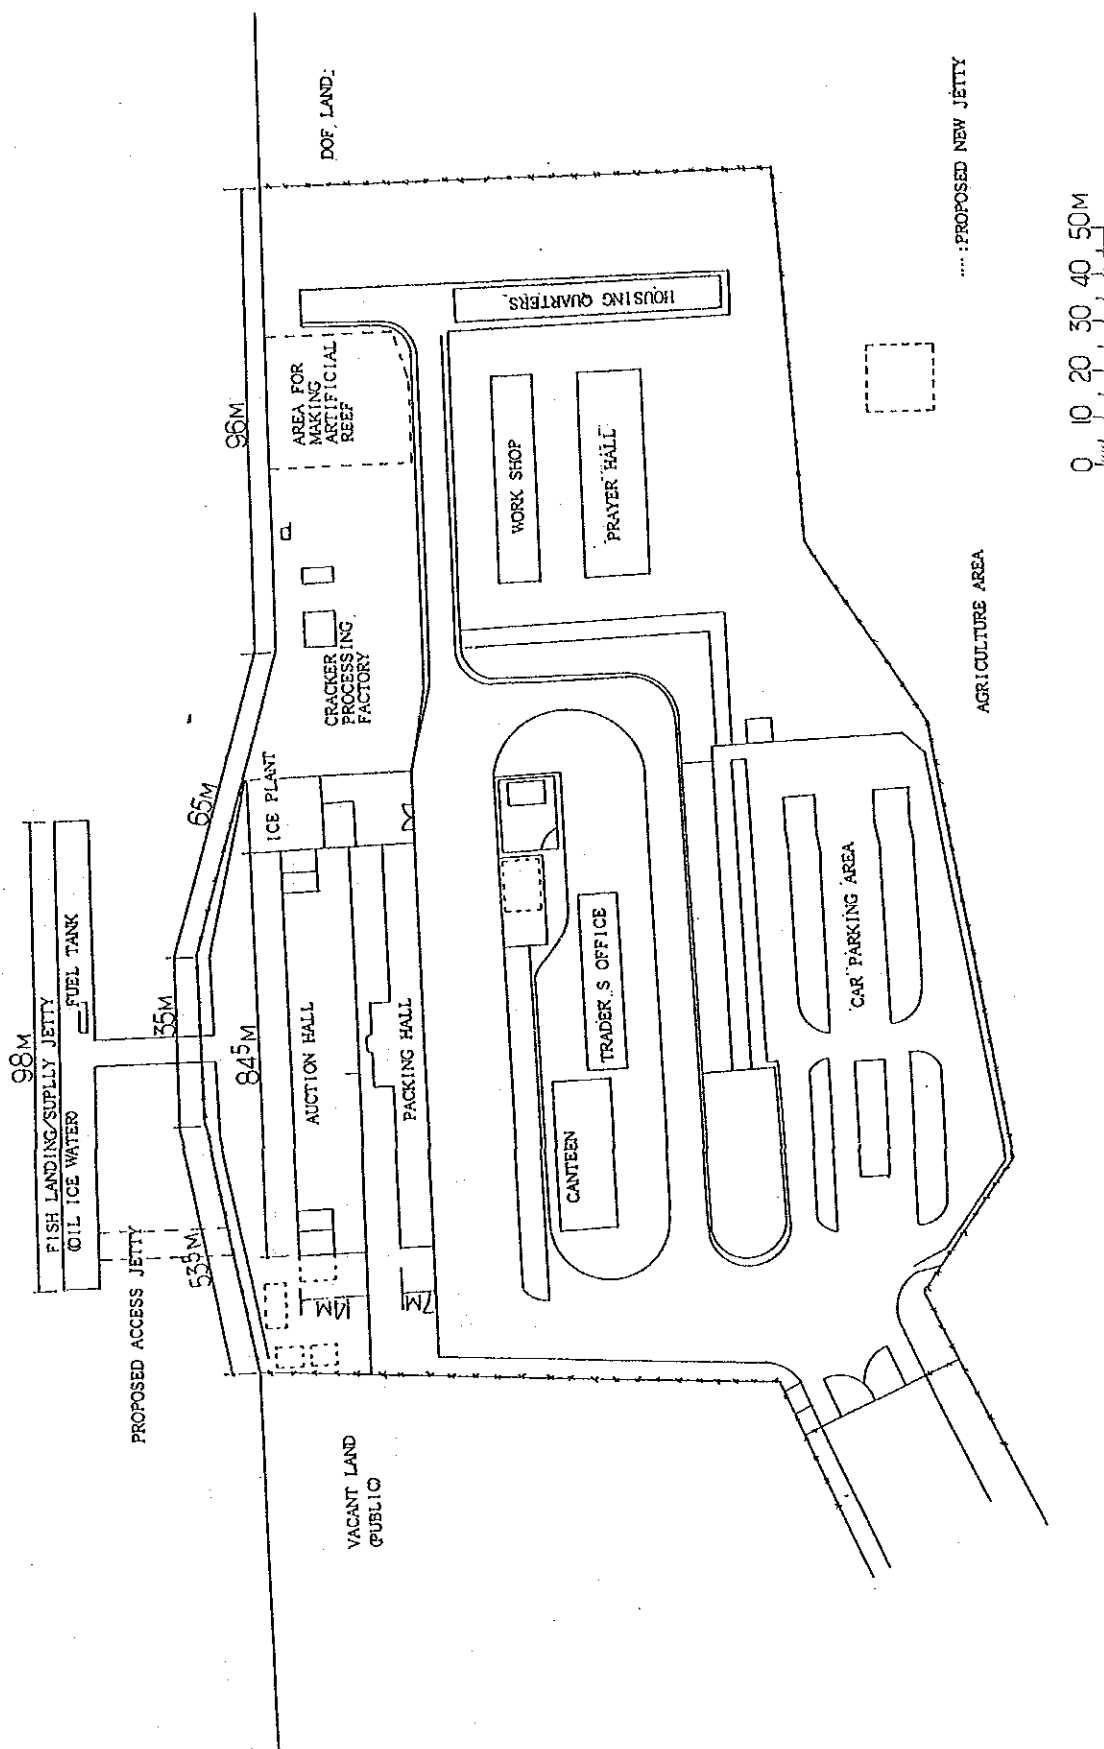 98M
FISH LANDING/SUPLLY JETTY
(OIL ICE WATER)
FUEL TANK
PROPOSED ACCESS JETTY
53⁵M
35M
65M
96M
84⁵M
ICE PLANT
AUCTION HALL
PACKING HALL
14M
7M
CRACKER
PROCESSING
FACTORY
AREA FOR
MAKING
ARTIFICIAL
REEF
DOF LAND
VACANT LAND
(PUBLIC)
CANTEEN
TRADER,S OFFICE
WORK SHOP
PRAYER HALL
HOUSING QUARTERS
CAR PARKING AREA
AGRICULTURE AREA
....:PROPOSED NEW JETTY
0 10 20 30 40 50M